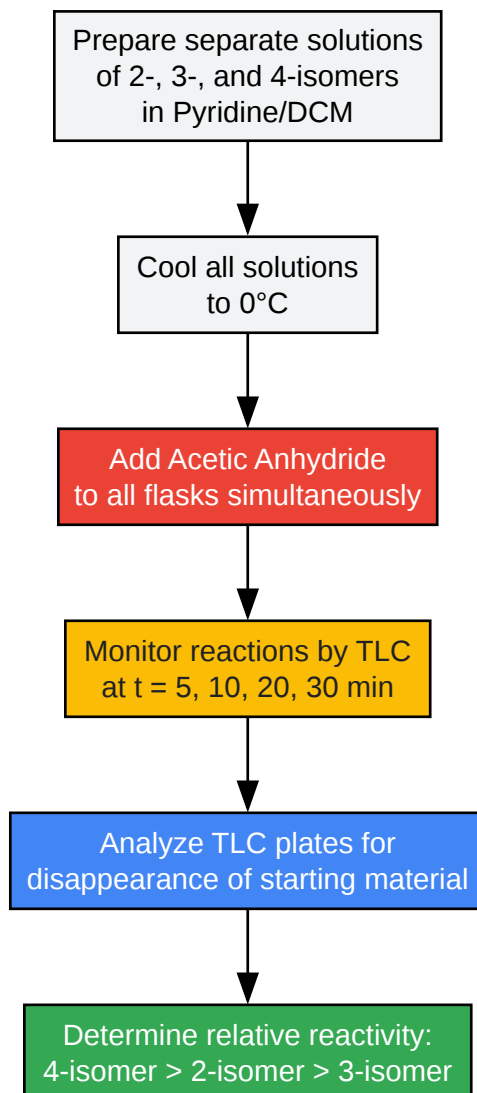 Prepare separate solutions
of 2-, 3-, and 4-isomers
in Pyridine/DCM
Cool all solutions
to 0°C
Add Acetic Anhydride
to all flasks simultaneously
Monitor reactions by TLC
at t = 5, 10, 20, 30 min
Analyze TLC plates for
disappearance of starting material
Determine relative reactivity:
4-isomer > 2-isomer > 3-isomer